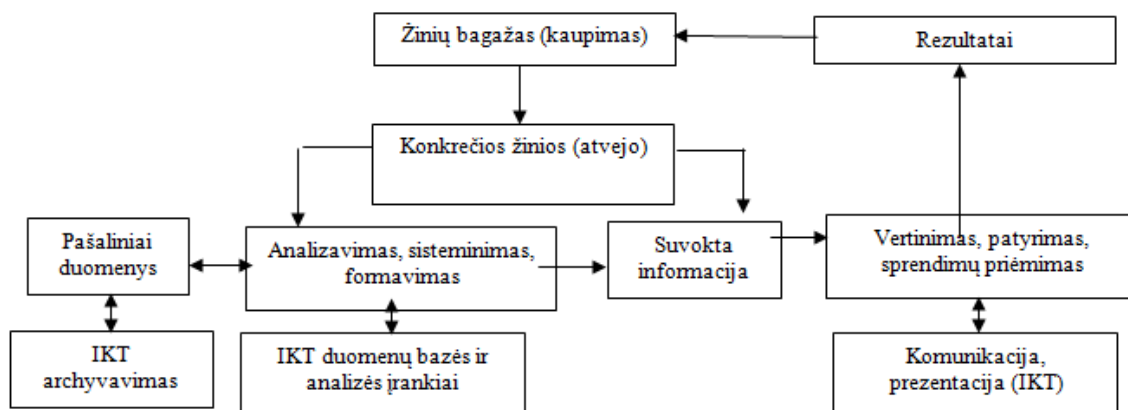 Žinių bagažas (kaupimas)
Rezultatai
Konkrečios žinios (atvejo)
Pašaliniai
duomenys
Analizavimas, sisteminimas,
formavimas
Suvokta
informacija
Vertinimas, patyrimas,
sprendimų priėmimas
IKT
archyvavimas
IKT duomenų bazės ir
analizės įrankiai
Komunikacija,
prezentacija (IKT)